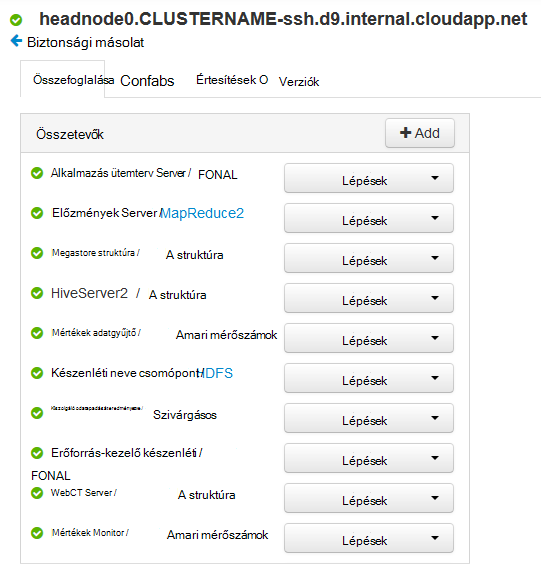 headnode0.CLUSTERNAME-ssh.d9.internal.cloudapp.net
Biztonsági másolat
Összefoglalása Confabs Értesítések O Verziók
Összetevők Add
Alkalmazás ütemterv Server / FONAL Lépések
Előzmények Server / MapReduce2 Lépések
Megastore struktúra / A struktúra Lépések
HiveServer2 / A struktúra Lépések
Mértékek adatgyűjtő / Amari mérőszámok Lépések
Készenléti neve csomópont / HDFS Lépések
Szivárgásos Lépések
Erőforrás-kezelő készenléti / Lépések
FONAL
WebCT Server / A struktúra Lépések
Mértékek Monitor / Amari mérőszámok Lépések